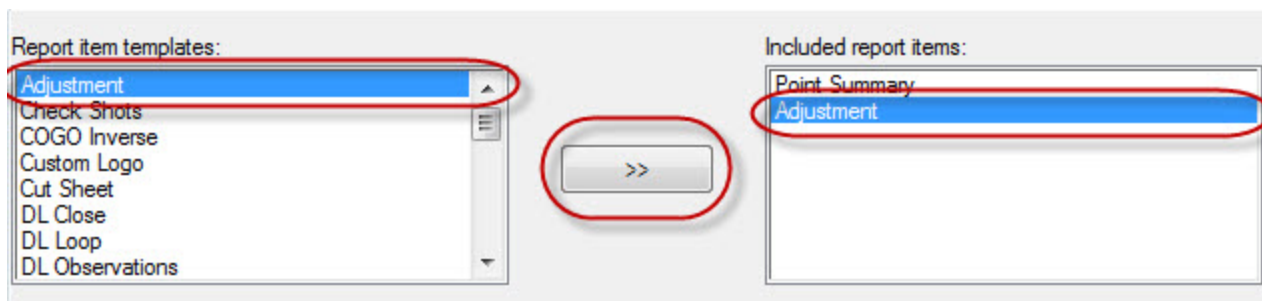 Report item templates:
Adjustment
Check Shots
COGO Inverse
Custom Logo
Cut Sheet
DL Close
DL Loop
DL Observations
>>
Included report items:
Point Summary
Adjustment